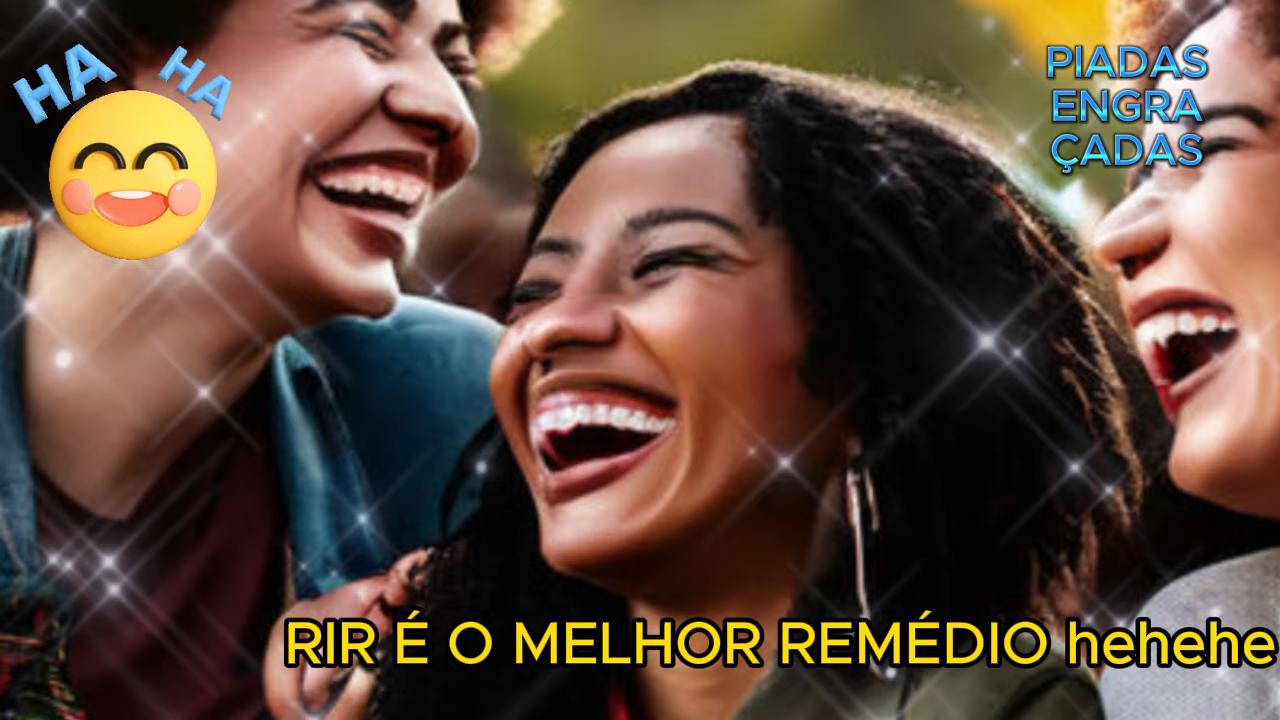 HA HA
PIADAS
ENGRA
ÇADAS
RIR É O MELHOR REMÉDIO hehehe